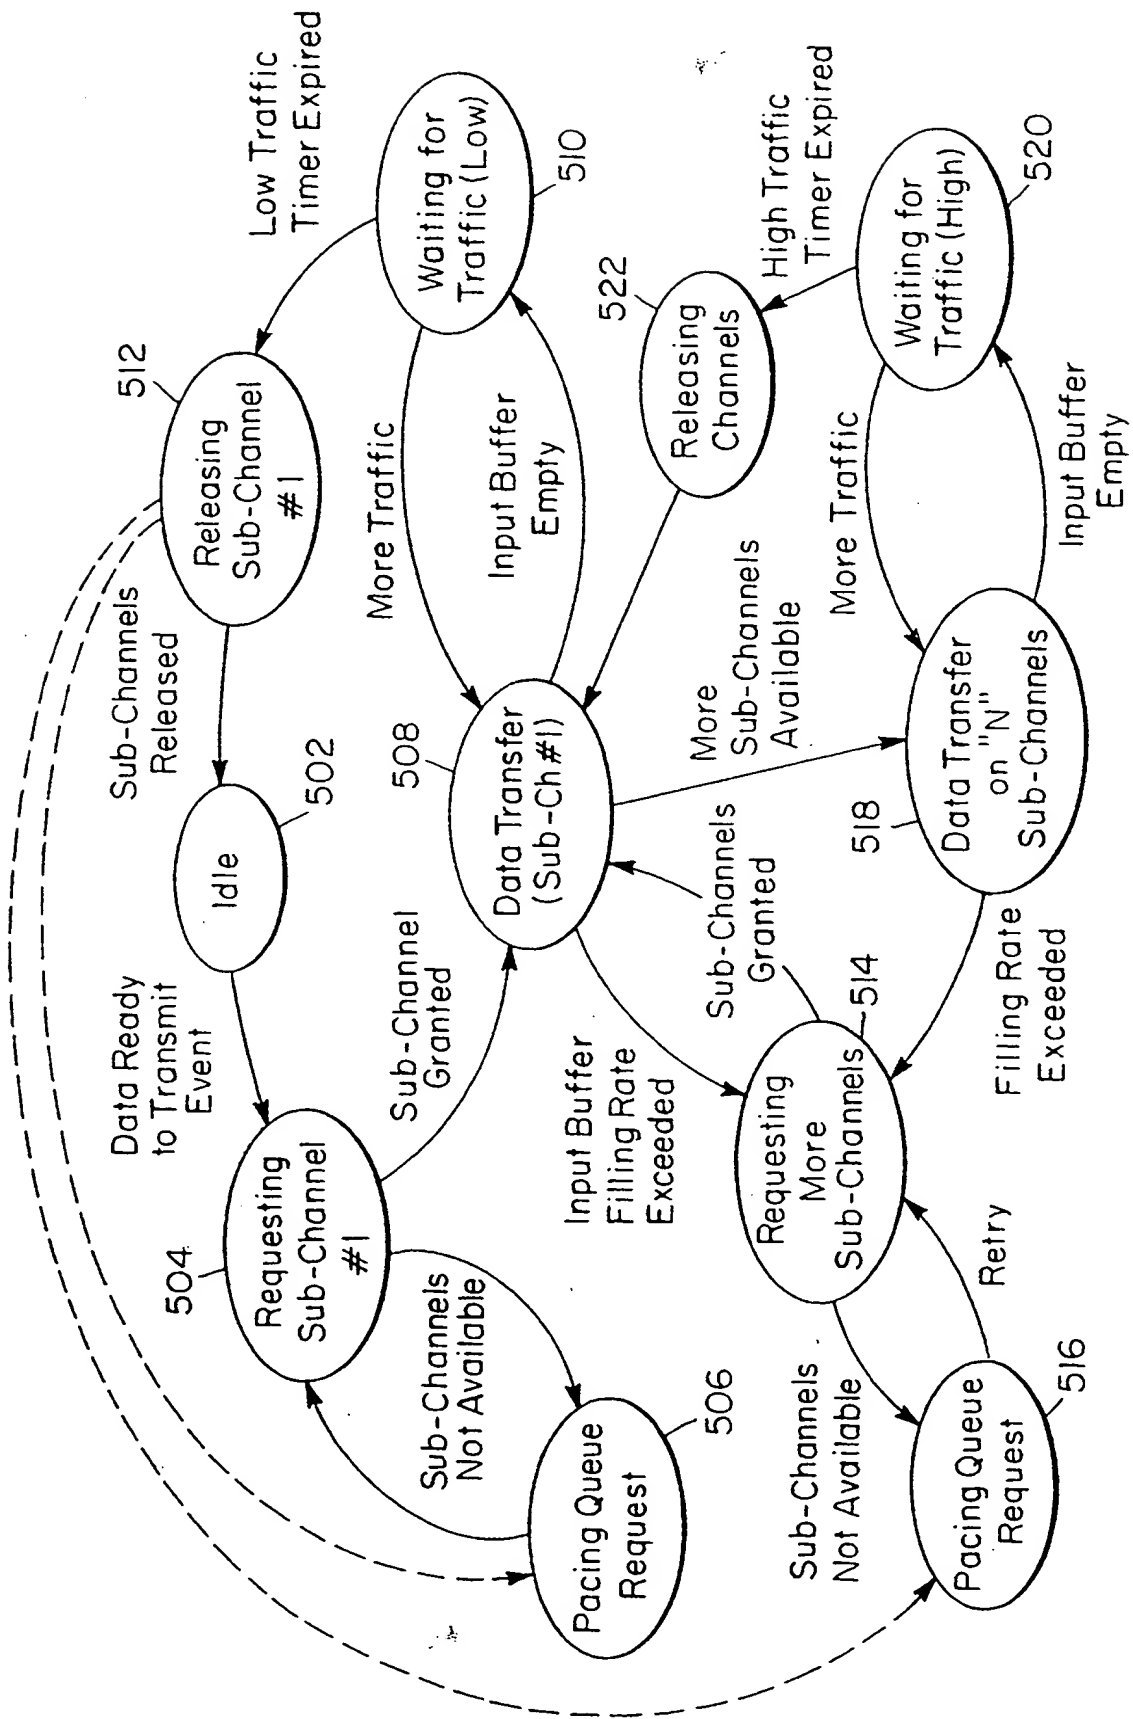 Low Traffic
Timer Expired
512
Releasing
Sub-Channel
#1
Sub-Channels
Released
Idle
502
Data Ready
to Transmit
Event
504
Requesting
Sub-Channel
#1
Waiting for
Traffic (Low)
510
More Traffic
Input Buffer
Empty
508
Data Transfer
(Sub-Ch#1)
Sub-Channel
Granted
Sub-Channels
Not Available
Pacing Queue
Request
506
High Traffic
Timer Expired
522
Releasing
Channels
More
Sub-Channels
Available
Sub-Channels
Granted
Input Buffer
Filling Rate
Exceeded
Waiting for
Traffic (High)
520
More Traffic
Input Buffer
Empty
518
Data Transfer
on "N"
Sub-Channels
Filling Rate
Exceeded
514
Requesting
More
Sub-Channels
Retry
Sub-Channels
Not Available
Pacing Queue
Request
516